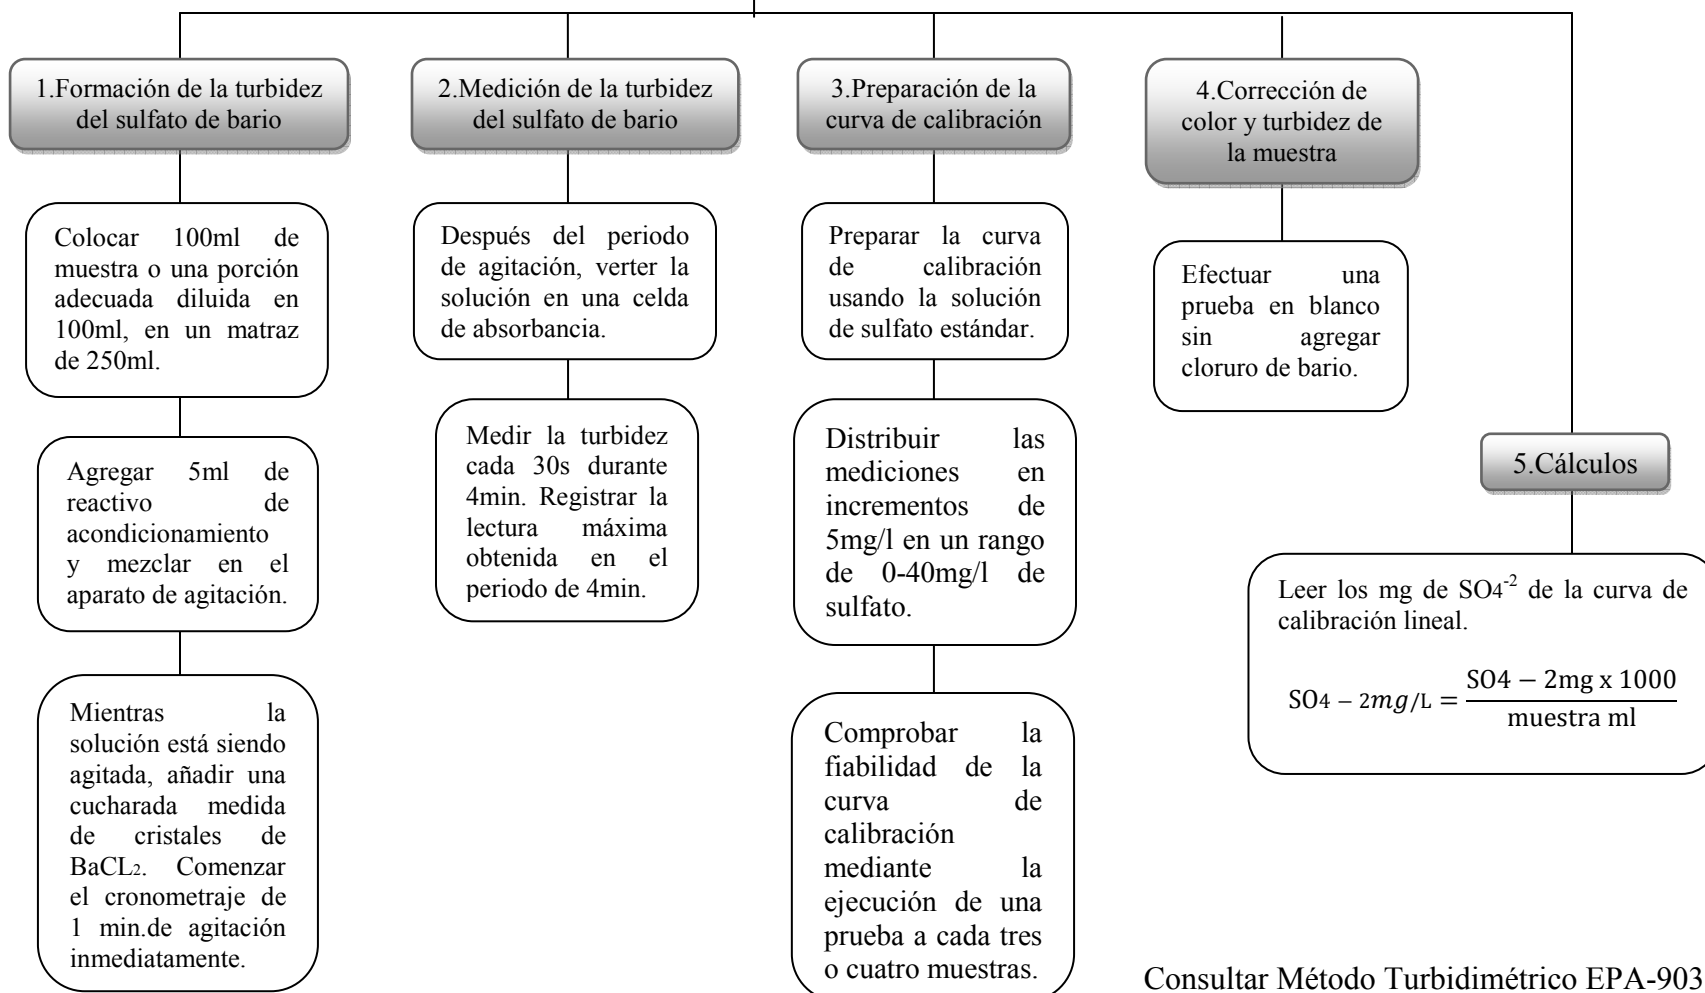 1.Formación de la turbidez
del sulfato de bario
Colocar 100ml de
muestra o una porción
adecuada diluida en
100ml, en un matraz
de 250ml.
Agregar 5ml de
reactivo de
acondicionamiento
y mezclar en el
aparato de agitación.
Mientras la
solución está siendo
agitada, añadir una
cucharada medida
de cristales de
BaCL₂. Comenzar
el cronometraje de
1 min.de agitación
inmediatamente.
2.Medición de la turbidez
del sulfato de bario
Después del periodo
de agitación, verter la
solución en una celda
de absorbancia.
Medir la turbidez
cada 30s durante
4min. Registrar la
lectura máxima
obtenida en el
periodo de 4min.
3.Preparación de la
curva de calibración
Preparar la curva
de calibración
usando la solución
de sulfato estándar.
Distribuir las
mediciones en
incrementos de
5mg/l en un rango
de 0-40mg/l de
sulfato.
Comprobar la
fiabilidad de la
curva de
calibración
mediante la
ejecución de una
prueba a cada tres
o cuatro muestras.
4.Corrección de
color y turbidez de
la muestra
Efectuar una
prueba en blanco
sin agregar
cloruro de bario.
5.Cálculos
Leer los mg de SO4⁻² de la curva de
calibración lineal.
SO4 − 2mg/L = SO4 − 2mg x 1000
muestra ml
Consultar Método Turbidimétrico EPA-903